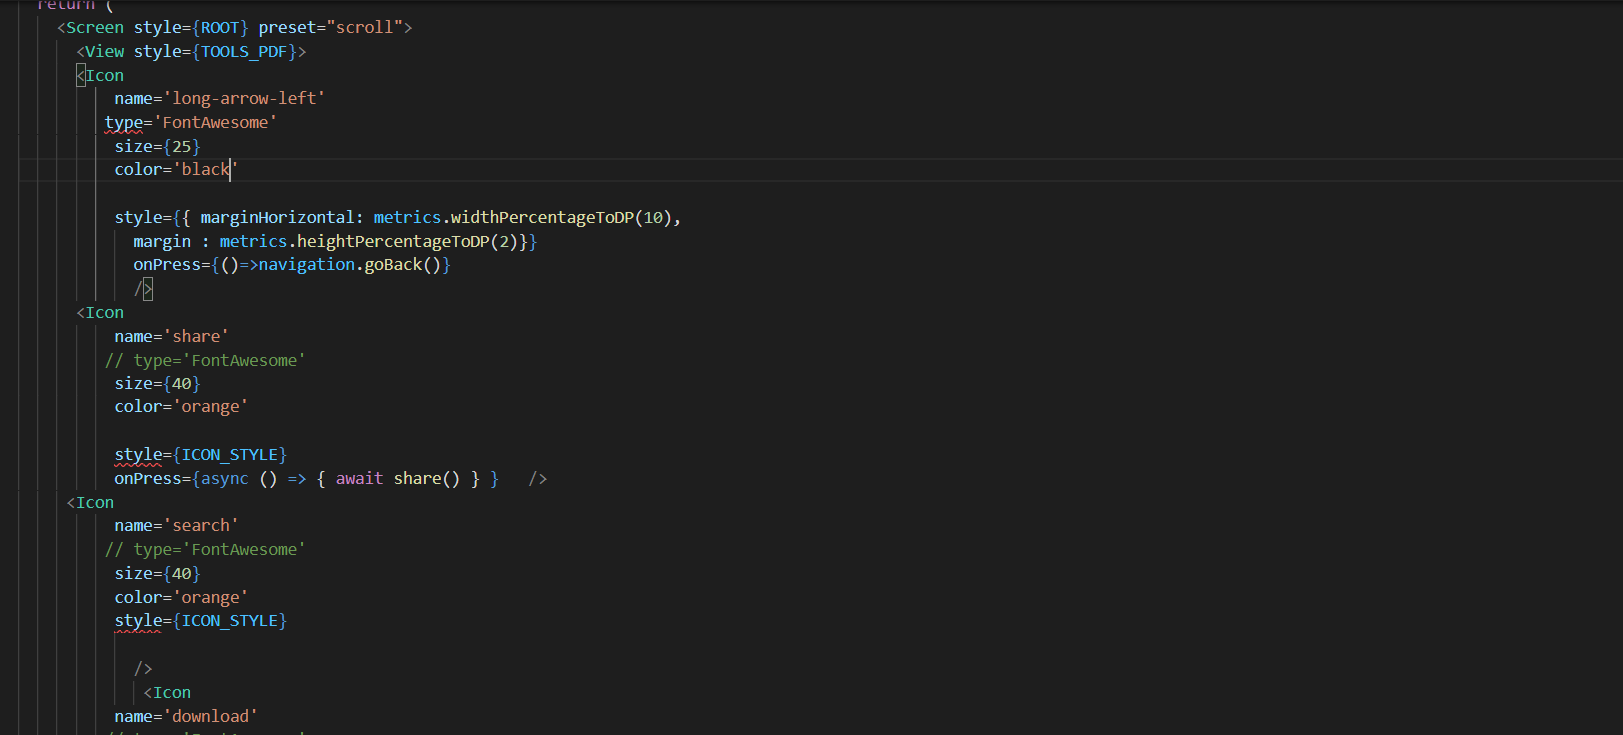 return (
<Screen style={ROOT} preset="scroll">
<View style={TOOLS_PDF}>
<Icon
name='long-arrow-left'
type='FontAwesome'
size={25}
color='black'
style={{ marginHorizontal: metrics.widthPercentageToDP(10),
margin : metrics.heightPercentageToDP(2)}}
onPress={()=>navigation.goBack()}
/>
<Icon
name='share'
// type='FontAwesome'
size={40}
color='orange'
style={ICON_STYLE}
onPress={async () => { await share() } }   />
<Icon
name='search'
// type='FontAwesome'
size={40}
color='orange'
style={ICON_STYLE}
/>
<Icon
name='download'